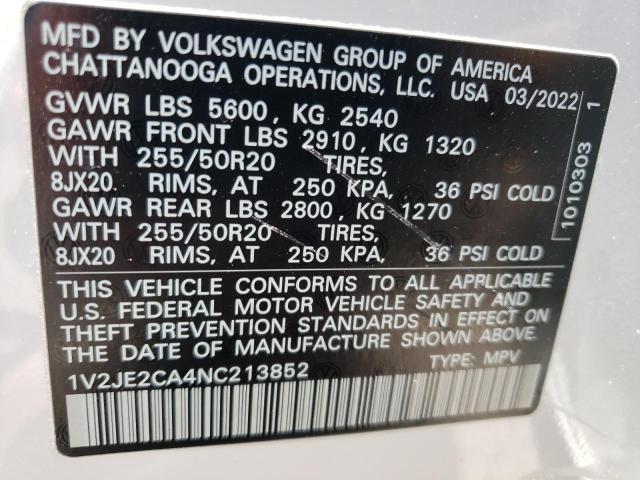 MFD BY VOLKSWAGEN GROUP OF AMERICA
CHATTANOOGA OPERATIONS, LLC. USA 03/2022
GVWR LBS 5600, KG 2540
GAWR FRONT LBS 2910, KG 1320
WITH 255/50R20 TIRES,
8JX20 RIMS, AT 250 KPA, 36 PSI COLD
GAWR REAR LBS 2800, KG 1270
WITH 255/50R20 TIRES,
8JX20 RIMS, AT 250 KPA, 36 PSI COLD
THIS VEHICLE CONFORMS TO ALL APPLICABLE
U.S. FEDERAL MOTOR VEHICLE SAFETY AND
THEFT PREVENTION STANDARDS IN EFFECT ON
THE DATE OF MANUFACTURE SHOWN ABOVE.
1V2JE2CA4NC213852 TYPE: MPV
1010303 1